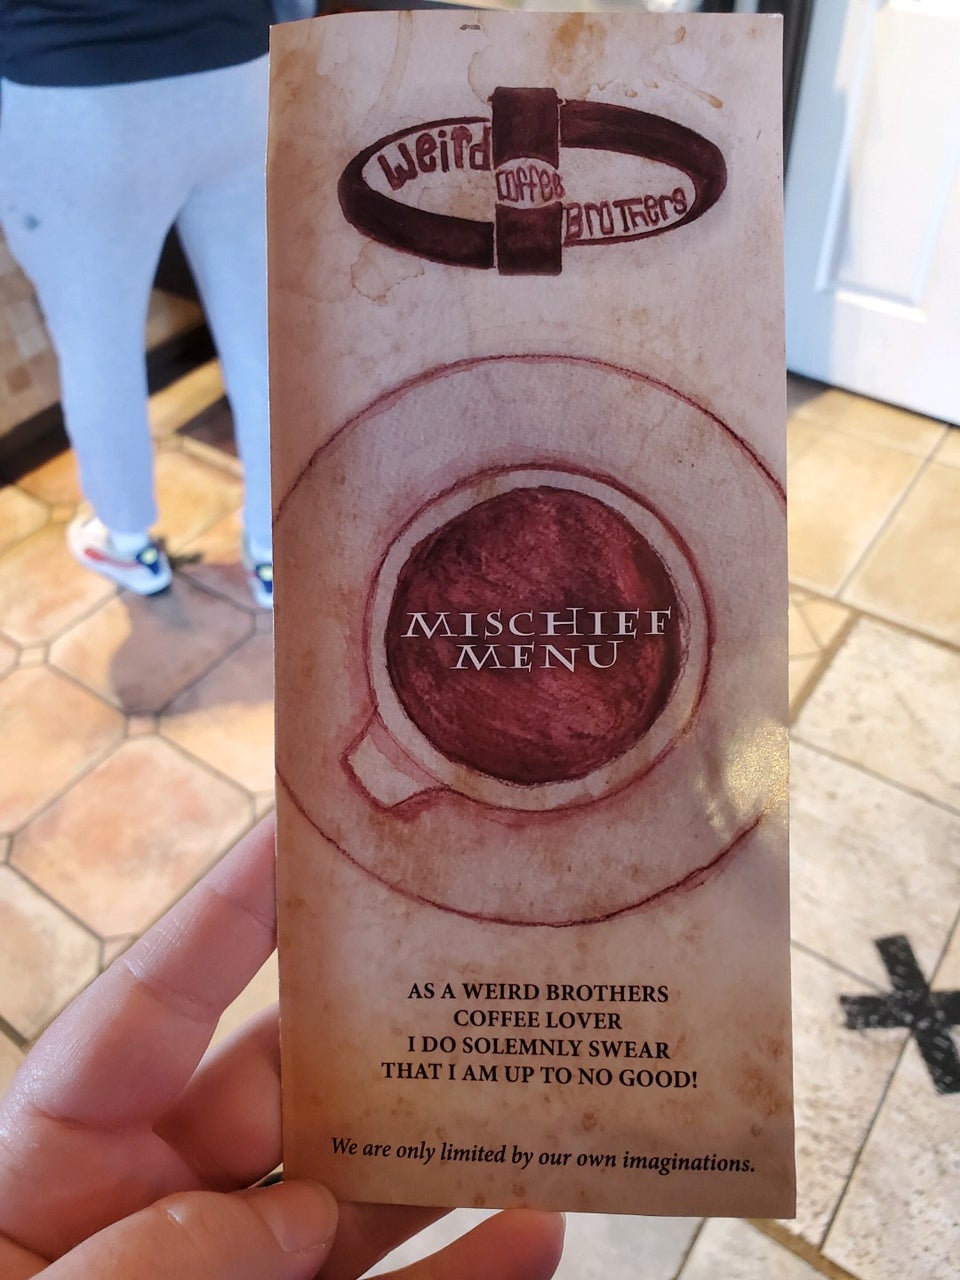 Weird
Coffee
Brothers
MISCHIEF
MENU
AS A WEIRD BROTHERS
COFFEE LOVER
I DO SOLEMNLY SWEAR
THAT I AM UP TO NO GOOD!
We are only limited by our own imaginations.